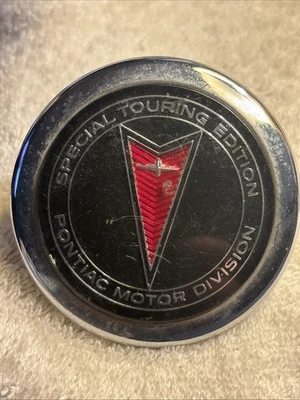 SPECIAL TOURING EDITION
PONTIAC MOTOR DIVISION